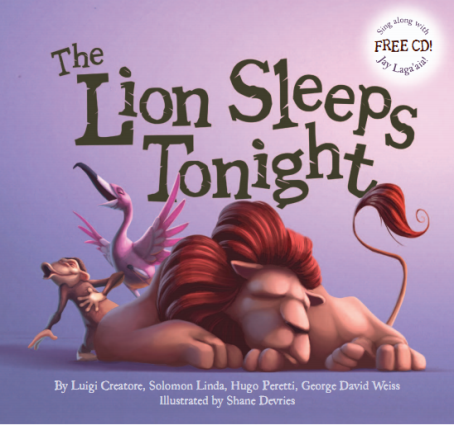 The
Lion Sleeps
Tonight
Sing along with
FREE CD!
Jay Laga'aia!
By Luigi Creatore, Solomon Linda, Hugo Peretti, George David Weiss
Illustrated by Shane Devries